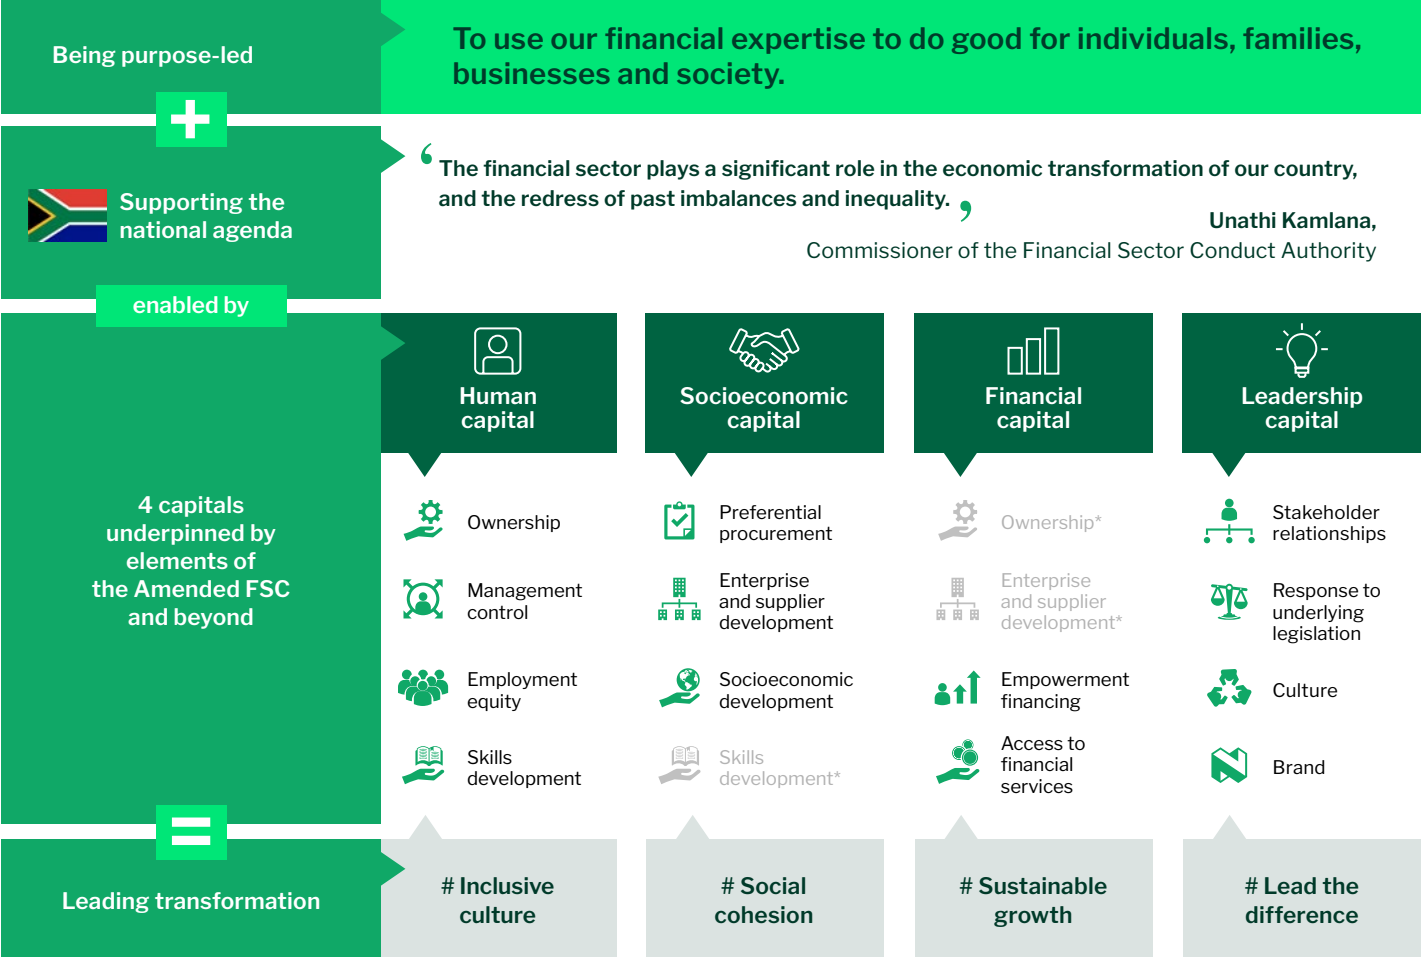 Being purpose-led
To use our financial expertise to do good for individuals, families,
businesses and society.
+
Supporting the
national agenda
‘The financial sector plays a significant role in the economic transformation of our country,
and the redress of past imbalances and inequality.’
Unathi Kamlana,
Commissioner of the Financial Sector Conduct Authority
enabled by
4 capitals
underpinned by
elements of
the Amended FSC
and beyond
Human
capital
Ownership
Management
control
Employment
equity
Skills
development
Socioeconomic
capital
Preferential
procurement
Enterprise
and supplier
development
Socioeconomic
development
Skills
development*
Financial
capital
Ownership*
Enterprise
and supplier
development*
Empowerment
financing
Access to
financial
services
Leadership
capital
Stakeholder
relationships
Response to
underlying
legislation
Culture
Brand
=
Leading transformation
# Inclusive
culture
# Social
cohesion
# Sustainable
growth
# Lead the
difference